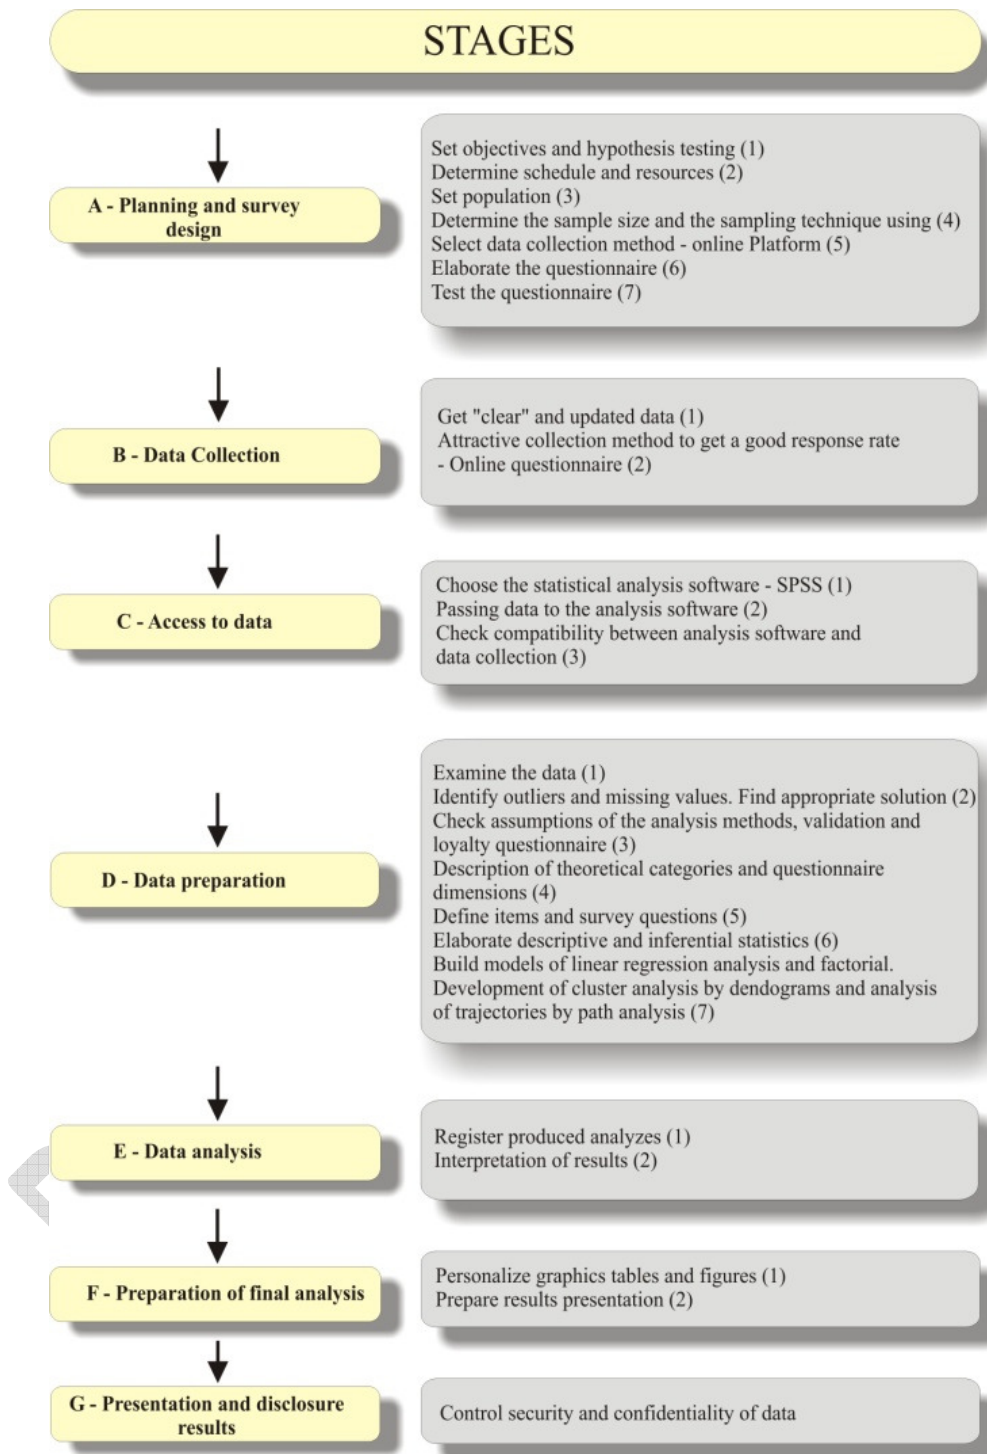 STAGES
A - Planning and survey
design
Set objectives and hypothesis testing (1)
Determine schedule and resources (2)
Set population (3)
Determine the sample size and the sampling technique using (4)
Select data collection method - online Platform (5)
Elaborate the questionnaire (6)
Test the questionnaire (7)
B - Data Collection
Get "clear" and updated data (1)
Attractive collection method to get a good response rate
- Online questionnaire (2)
C - Access to data
Choose the statistical analysis software - SPSS (1)
Passing data to the analysis software (2)
Check compatibility between analysis software and
data collection (3)
D - Data preparation
Examine the data (1)
Identify outliers and missing values. Find appropriate solution (2)
Check assumptions of the analysis methods, validation and
loyalty questionnaire (3)
Description of theoretical categories and questionnaire
dimensions (4)
Define items and survey questions (5)
Elaborate descriptive and inferential statistics (6)
Build models of linear regression analysis and factorial.
Development of cluster analysis by dendograms and analysis
of trajectories by path analysis (7)
E - Data analysis
Register produced analyzes (1)
Interpretation of results (2)
F - Preparation of final analysis
Personalize graphics tables and figures (1)
Prepare results presentation (2)
G - Presentation and disclosure
results
Control security and confidentiality of data